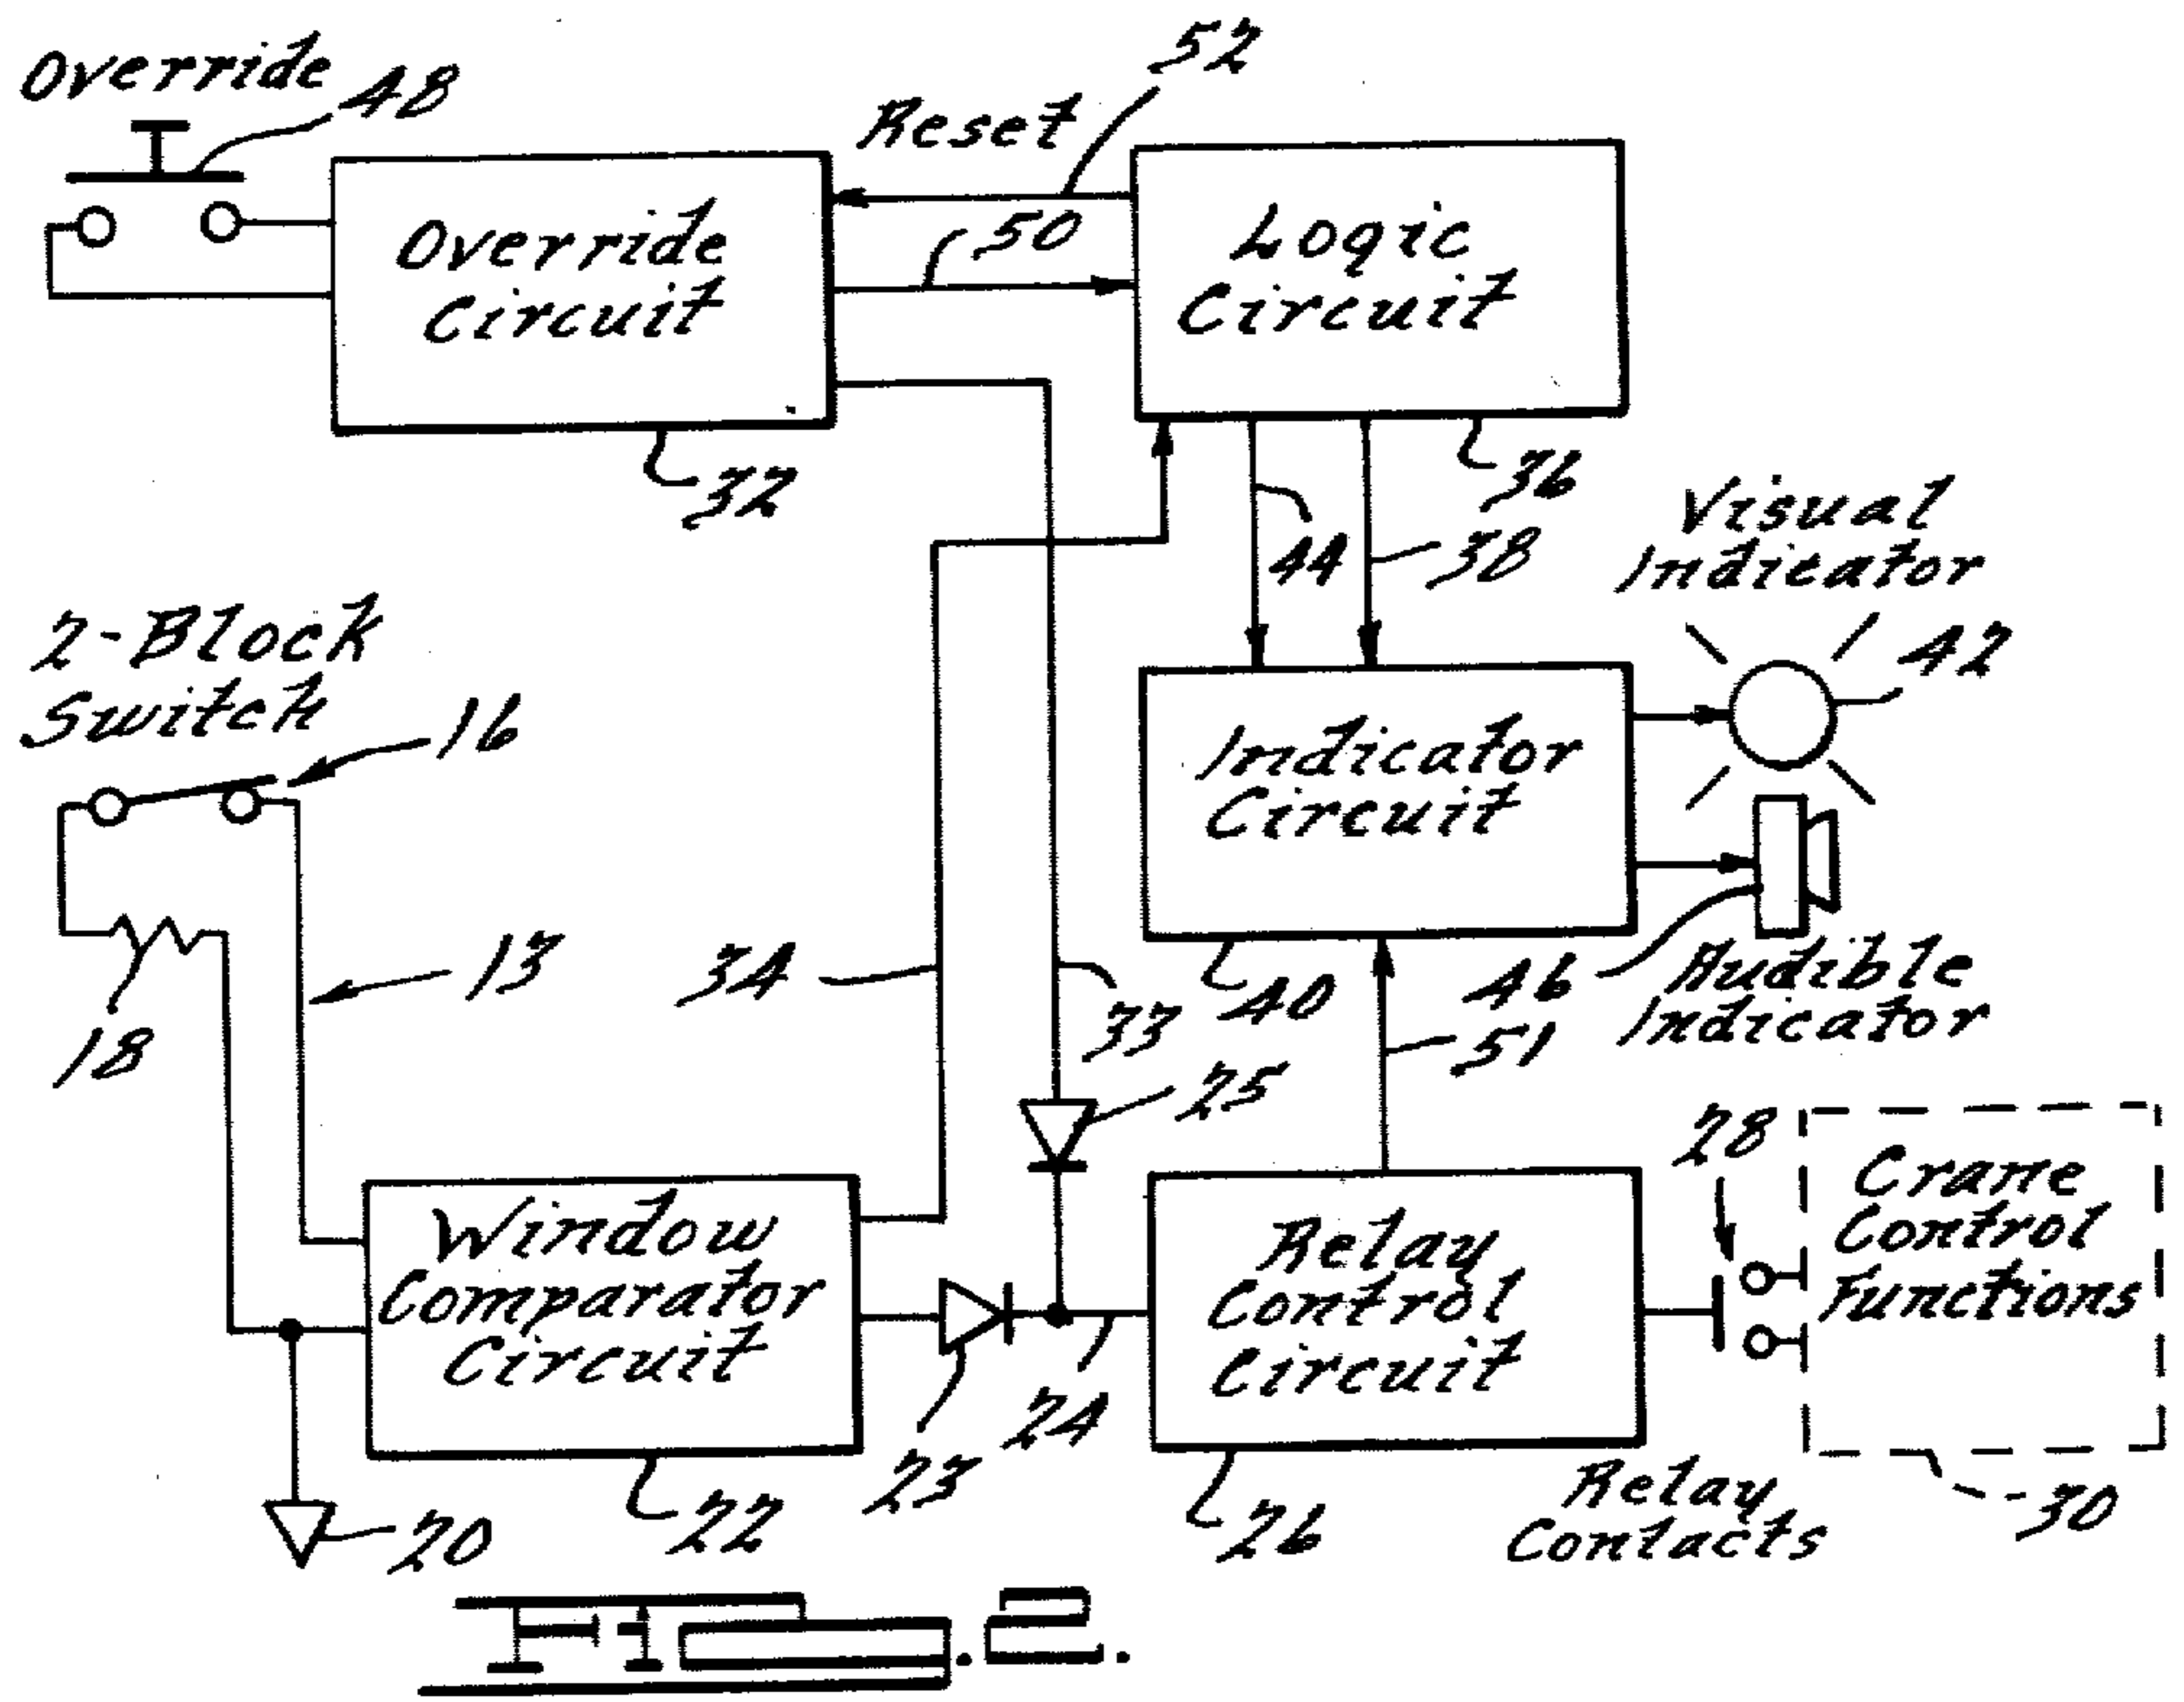 Override
48
52
Reset
Override
Circuit
50
Logic
Circuit
32
36
44
38
Visual
Indicator
42
2-Block
Switch
16
Indicator
Circuit
13
34
18
33
40
46
Audible
Indicator
51
25
28
Crane
Control
Functions
Window
Comparator
Circuit
Relay
Control
Circuit
24
23
20
22
26
Relay
Contacts
30
FIG. 2.